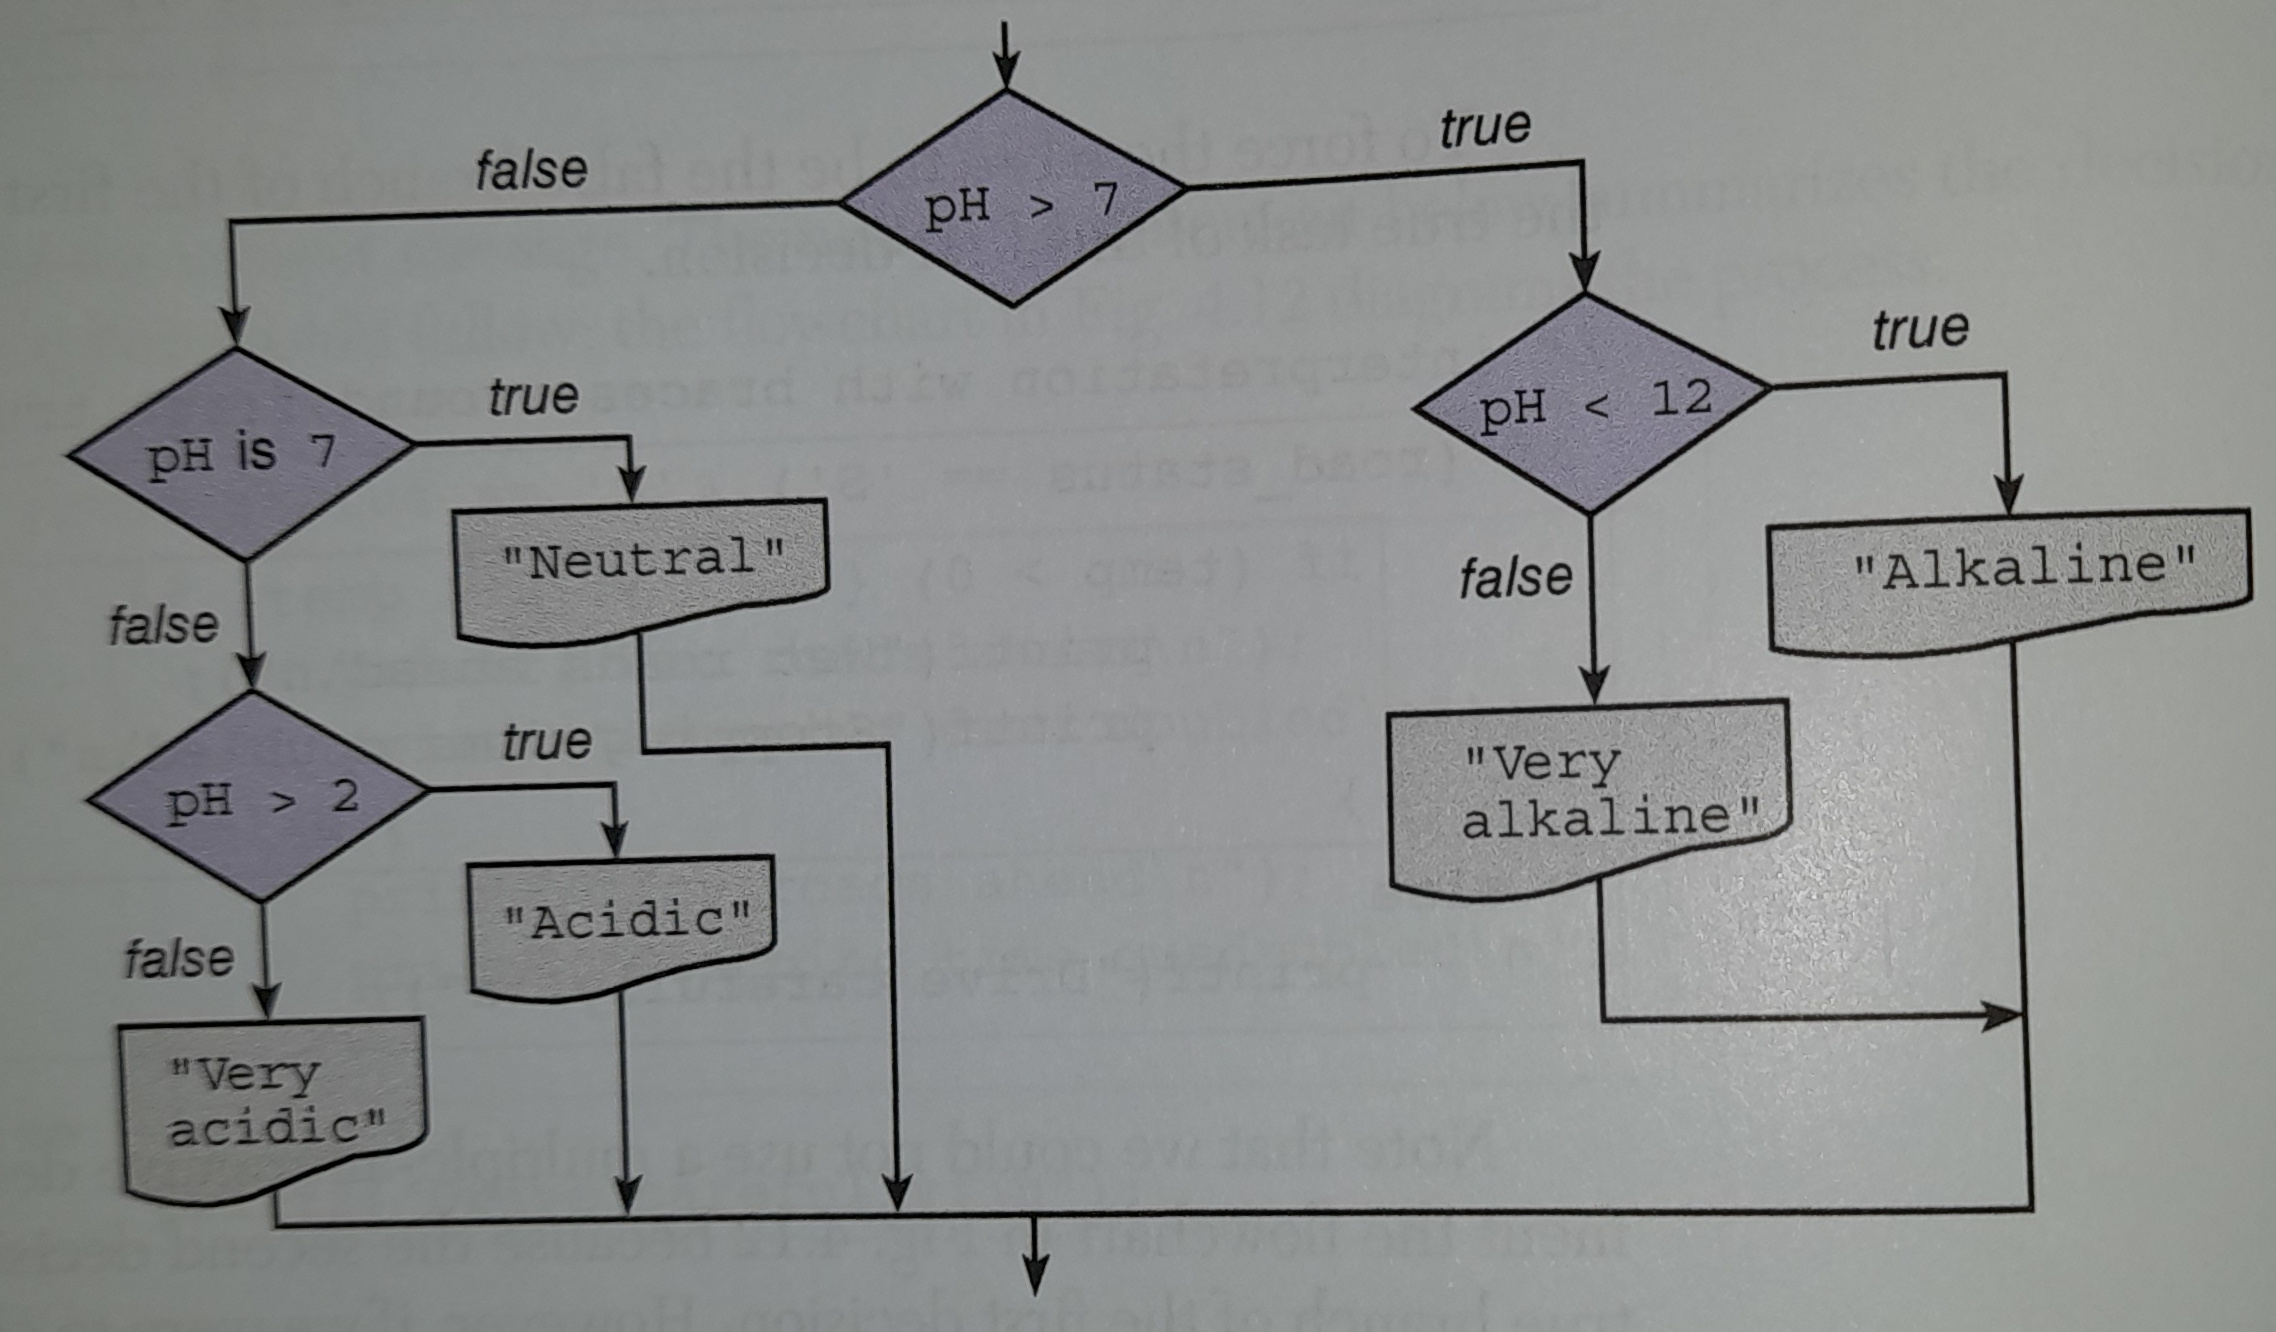 true
false
pH > 7
true
pH < 12
true
pH is 7
"Neutral"
"Alkaline"
false
false
true
"Very
alkaline"
pH > 2
"Acidic"
false
"Very
acidic"